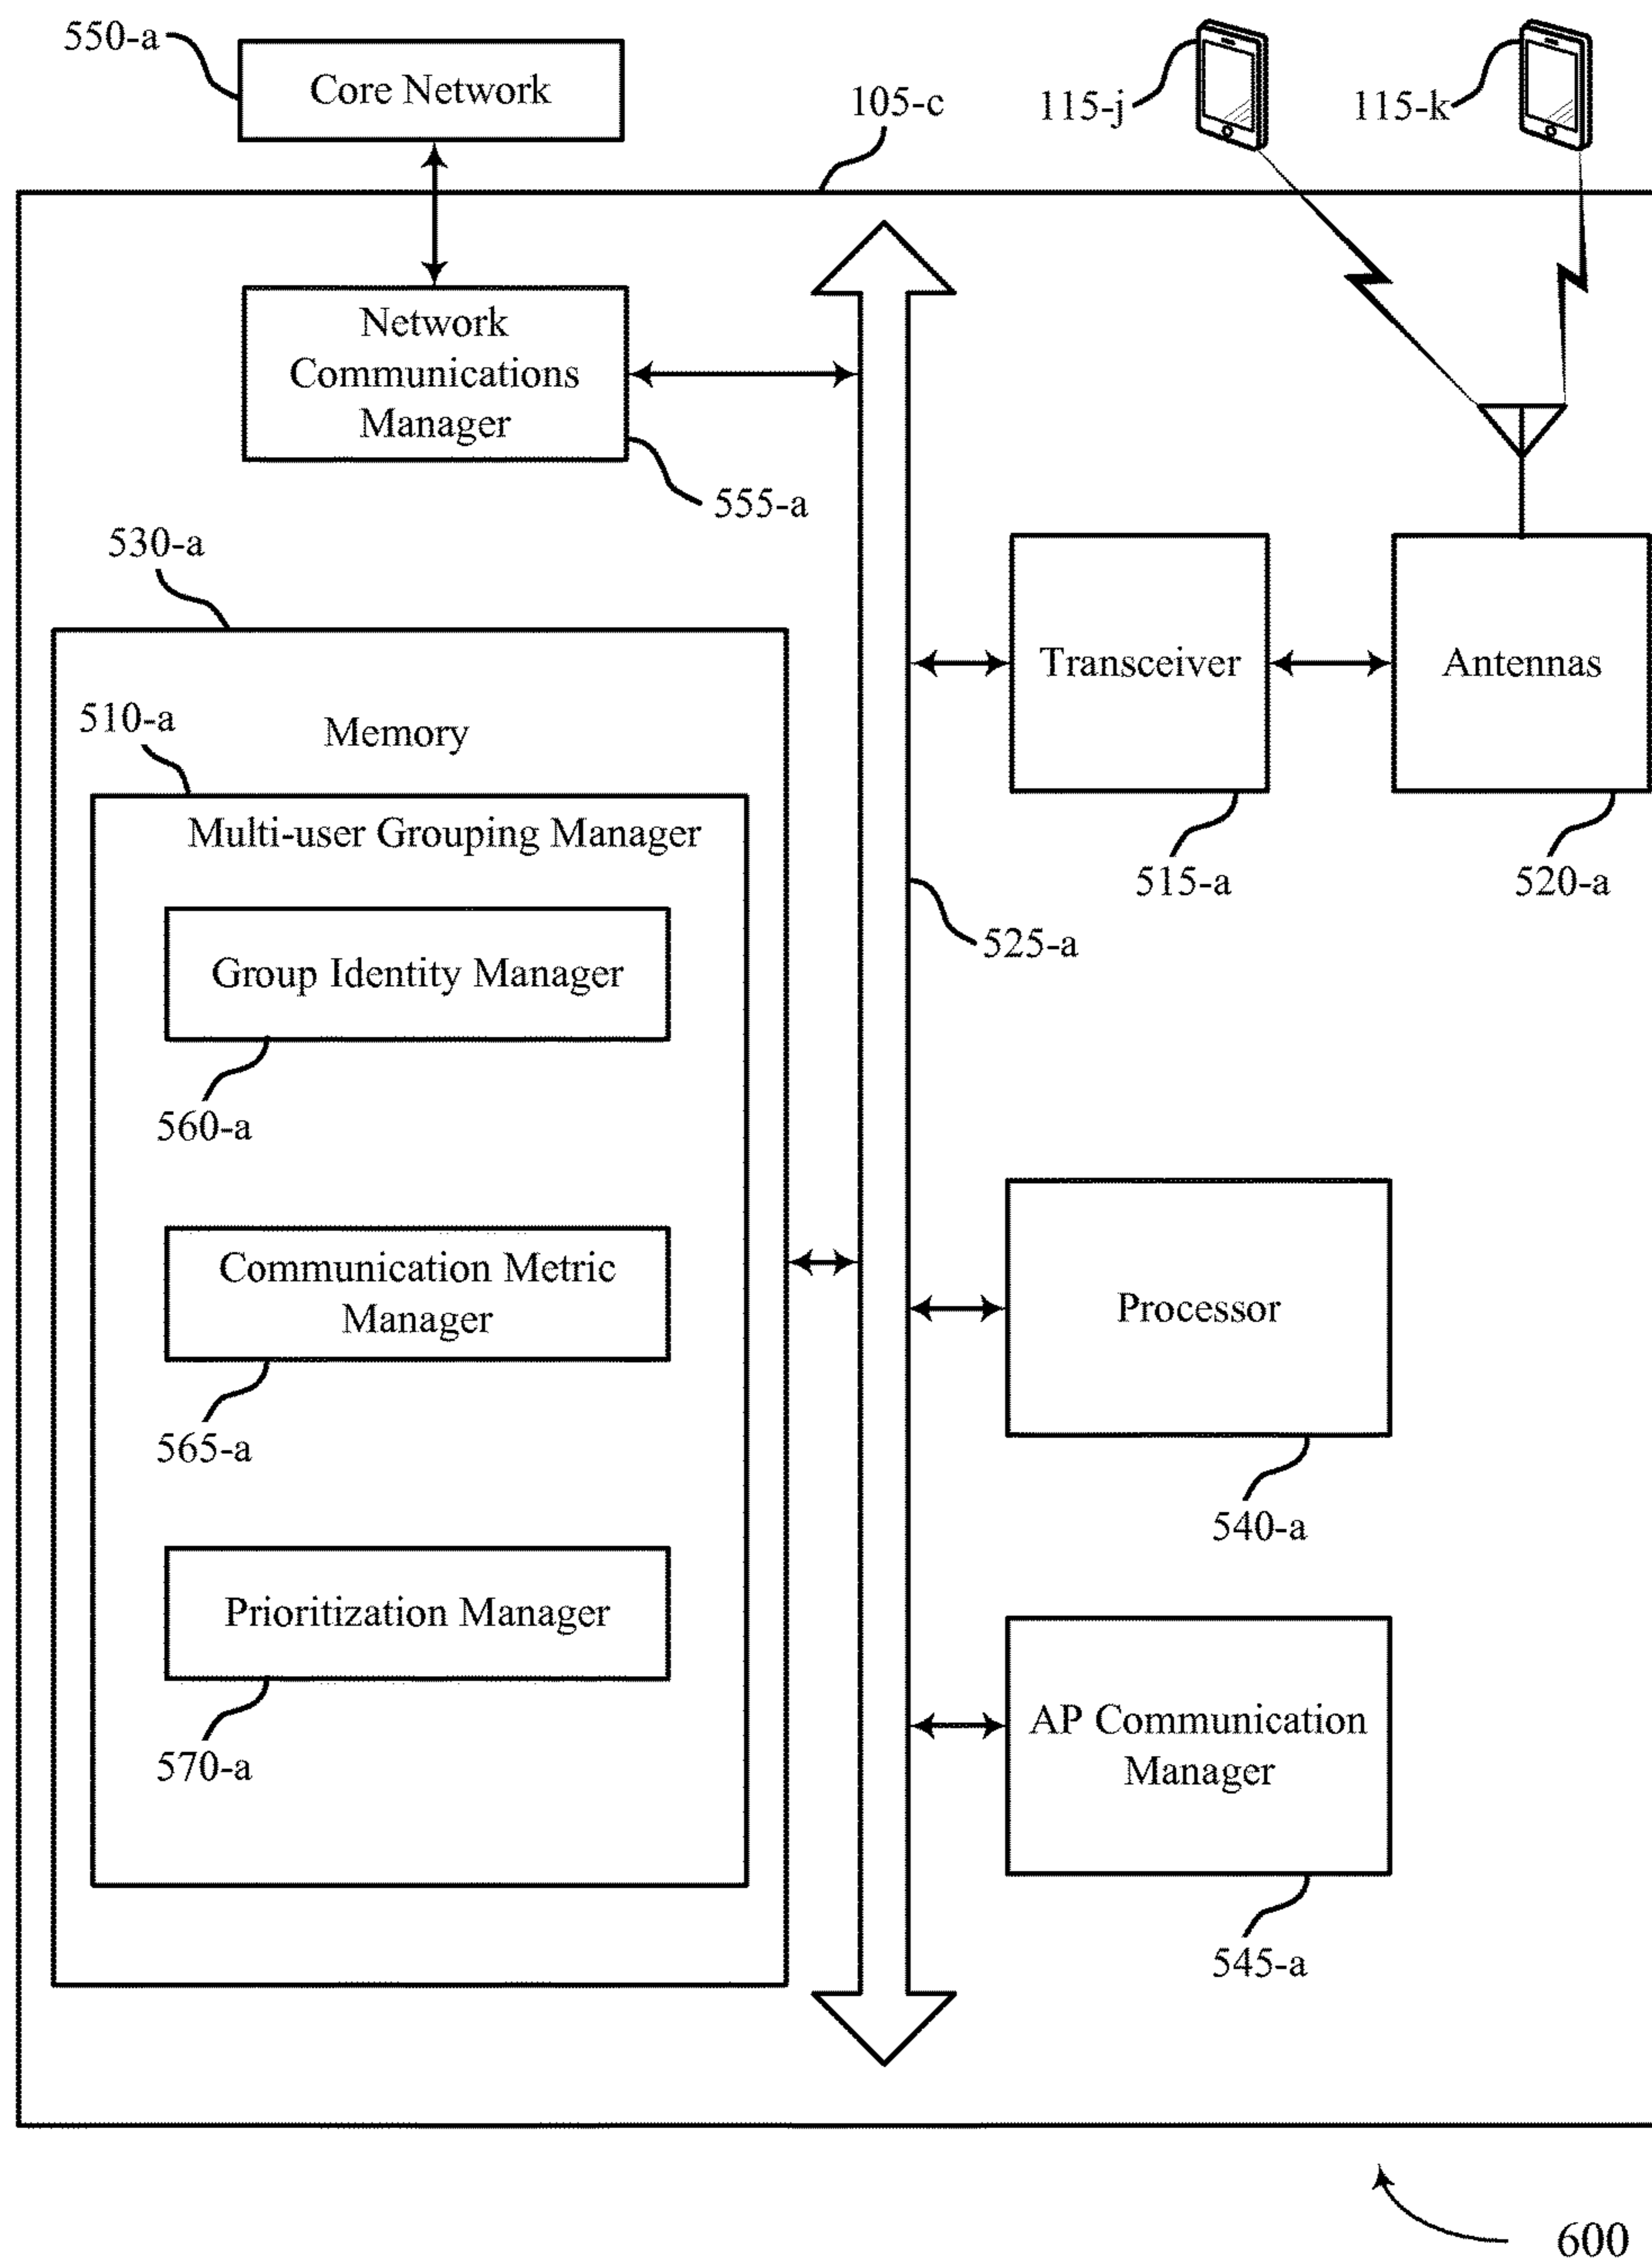 550-a
Core Network
105-c
115-j
115-k
Network
Communications
Manager
555-a
530-a
Memory
510-a
Multi-user Grouping Manager
Group Identity Manager
560-a
Communication Metric
Manager
565-a
Prioritization Manager
570-a
Transceiver
515-a
Antennas
520-a
525-a
Processor
540-a
AP Communication
Manager
545-a
600